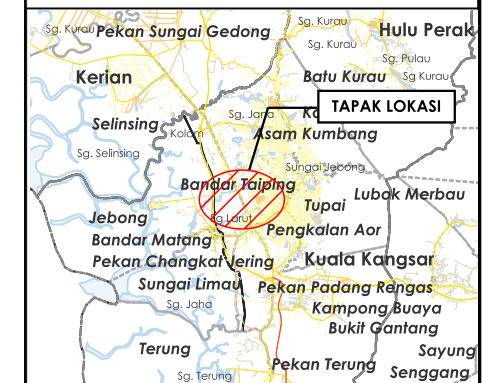 Sg. Kurau
Sg. Kurau
Pekan Sungai Gedong
Hulu Perak
Sg. Kurau
Sg. Pulau
Kerian
Batu Kurau
Sg Kurau
TAPAK LOKASI
Sg. Jana
Selinsing
Kolam
Asam Kumbang
Sg. Selinsing
Sungai Jebong
Bandar Taiping
Lubok Merbau
Tupai
Jebong
Sg Larut
Pengkalan Aor
Bandar Matang
Pekan Changkat Jering
Kuala Kangsar
Sungai Limau
Pekan Padang Rengas
Sg. Jaha
Kampong Buaya
Bukit Gantang
Terung
Sayung
Pekan Terung
Senggang
Sg. Terung